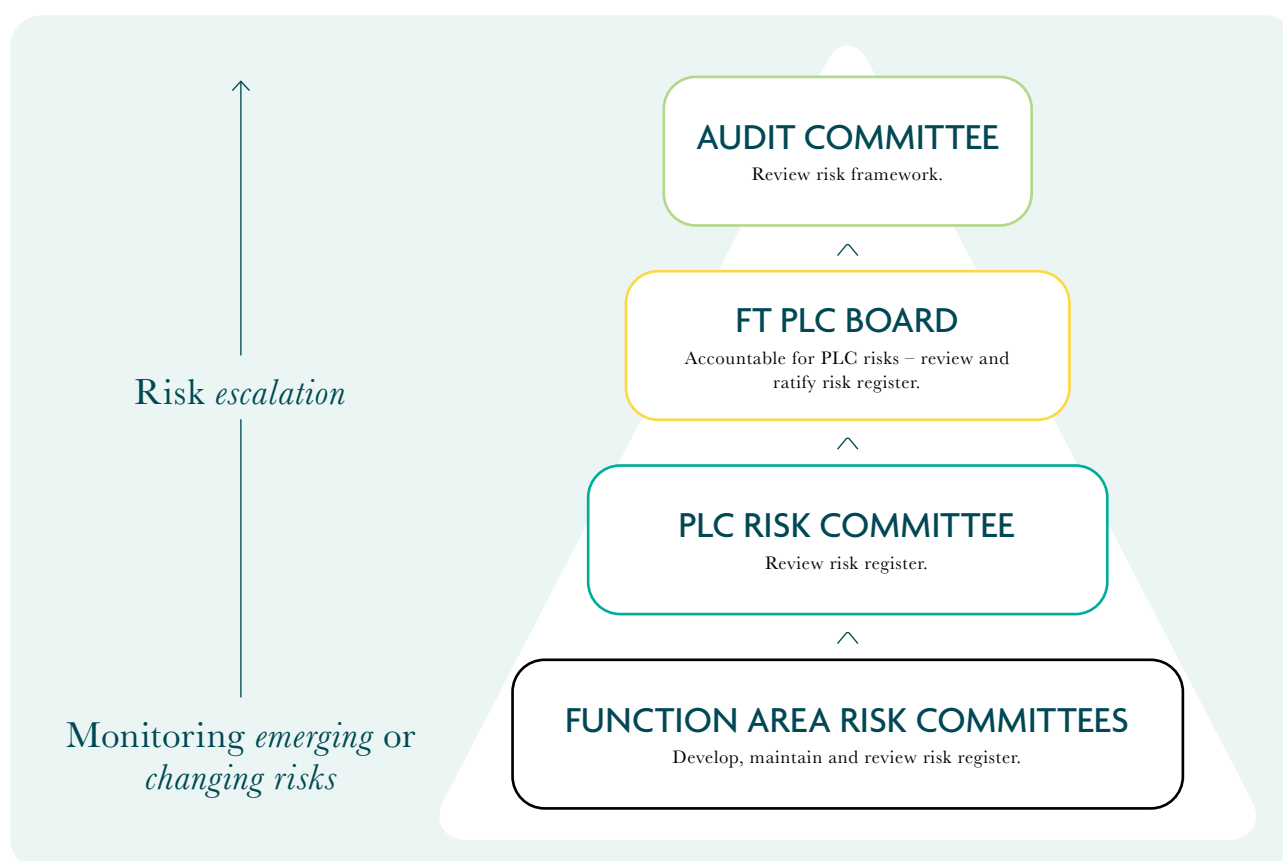 AUDIT COMMITTEE
Review risk framework.
FT PLC BOARD
Accountable for PLC risks – review and
ratify risk register.
Risk escalation
PLC RISK COMMITTEE
Review risk register.
FUNCTION AREA RISK COMMITTEES
Develop, maintain and review risk register.
Monitoring emerging or
changing risks